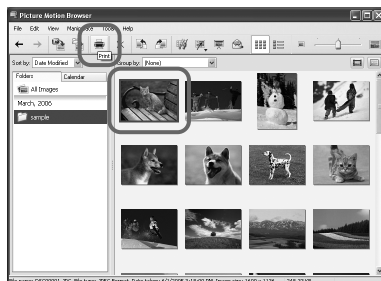 Picture Motion Browser
File Edit View Manipulate Tools Help
Print
Sort by: Date Modified Group by: (None)
Folders Calendar
All Images
March, 2006
sample